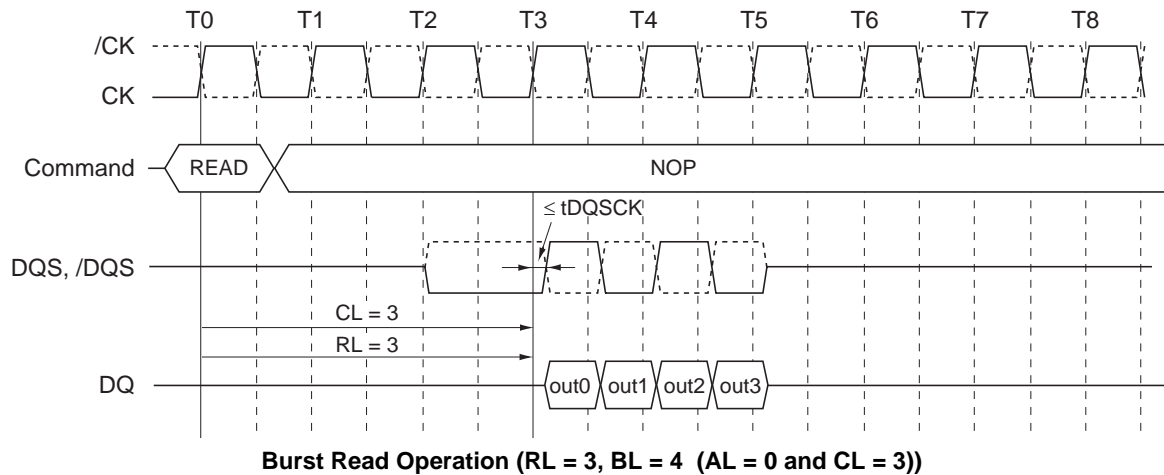 T0 T1 T2 T3 T4 T5 T6 T7 T8
/CK
CK
Command READ NOP
≤ tDQSCK
DQS, /DQS
CL = 3
RL = 3
DQ out0 out1 out2 out3
Burst Read Operation (RL = 3, BL = 4 (AL = 0 and CL = 3))